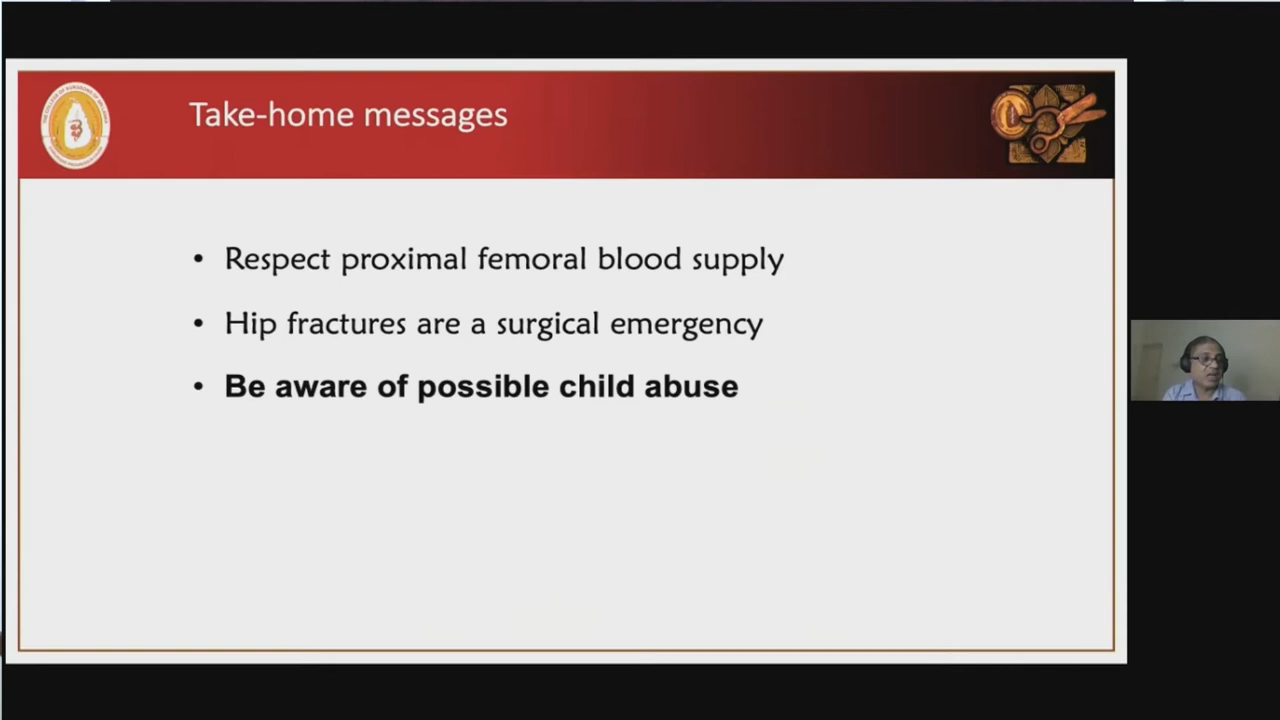 Take-home messages
• Respect proximal femoral blood supply
• Hip fractures are a surgical emergency
• Be aware of possible child abuse